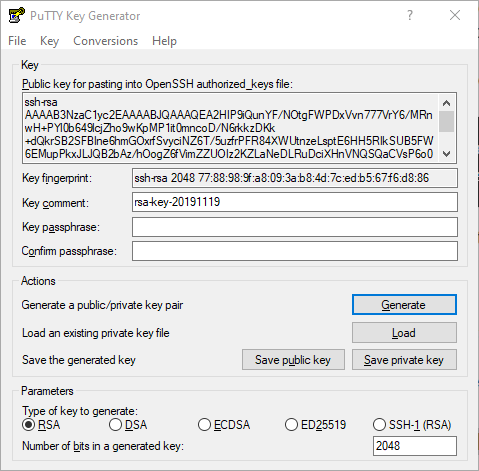 PuTTY Key Generator
?
File Key Conversions Help
Key
Public key for pasting into OpenSSH authorized_keys file:
ssh-rsa
AAAAB3NzaC1yc2EAAAABJQAAAQEA2HIP9iQunYF/NOtgFWPDxVvn777VrY6/MRn
wH+PYl0b649lcjZho9wKpMP1it0mncoD/N6rkkzDKk
+dQkrSB2SFBlne6hmGOxrfSvyciNZ6T/5uzfrPFR84XWUtnzeLsptE6HH5RlkSUB5FW
6EMupPkxJLJQB2bAz/hOogZ6fVimZZUOlz2KZLaNeDLRuDciXHnVNQSQaCVsP6o0
Key fingerprint:
ssh-rsa 2048 77:88:98:9f:a8:09:3a:b8:4d:7c:ed:b5:67:f6:d8:86
Key comment:
rsa-key-20191119
Key passphrase:
Confirm passphrase:
Actions
Generate a public/private key pair
Generate
Load an existing private key file
Load
Save the generated key
Save public key
Save private key
Parameters
Type of key to generate:
RSA DSA ECDSA ED25519 SSH-1 (RSA)
Number of bits in a generated key:
2048